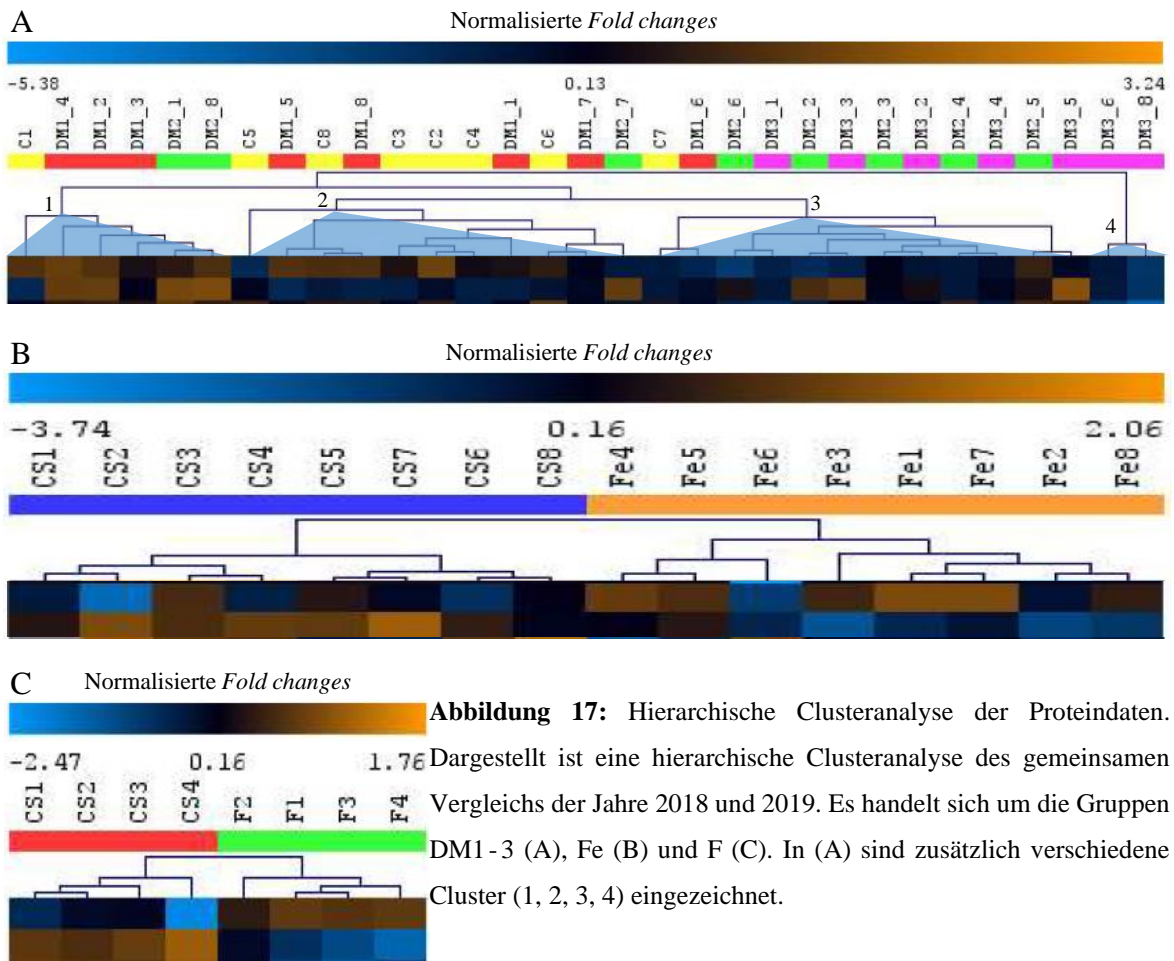 A
Normalisierte Fold changes
-5.38 0.13 3.24
C1 DM1_4 DM1_2 DM1_3 DM2_1 DM2_8 C5 DM1_5 C8 DM1_8 C3 C2 C4 DM1_1 C6 DM1_7 DM2_7 C7 DM1_6 DM2_6 DM3_1 DM2_2 DM3_3 DM2_3 DM3_2 DM2_4 DM3_4 DM2_5 DM3_5 DM3_6 DM3_8
1 2 3 4
B
Normalisierte Fold changes
-3.74 0.16 2.06
CS1 CS2 CS3 CS4 CS5 CS7 CS6 CS8 Fe4 Fe5 Fe6 Fe3 Fe1 Fe7 Fe2 Fe8
C
Normalisierte Fold changes
-2.47 0.16 1.76
CS1 CS2 CS3 CS4 F2 F1 F3 F4
Abbildung 17: Hierarchische Clusteranalyse der Proteindaten.
Dargestellt ist eine hierarchische Clusteranalyse des gemeinsamen
Vergleichs der Jahre 2018 und 2019. Es handelt sich um die Gruppen
DM1-3 (A), Fe (B) und F (C). In (A) sind zusätzlich verschiedene
Cluster (1, 2, 3, 4) eingezeichnet.